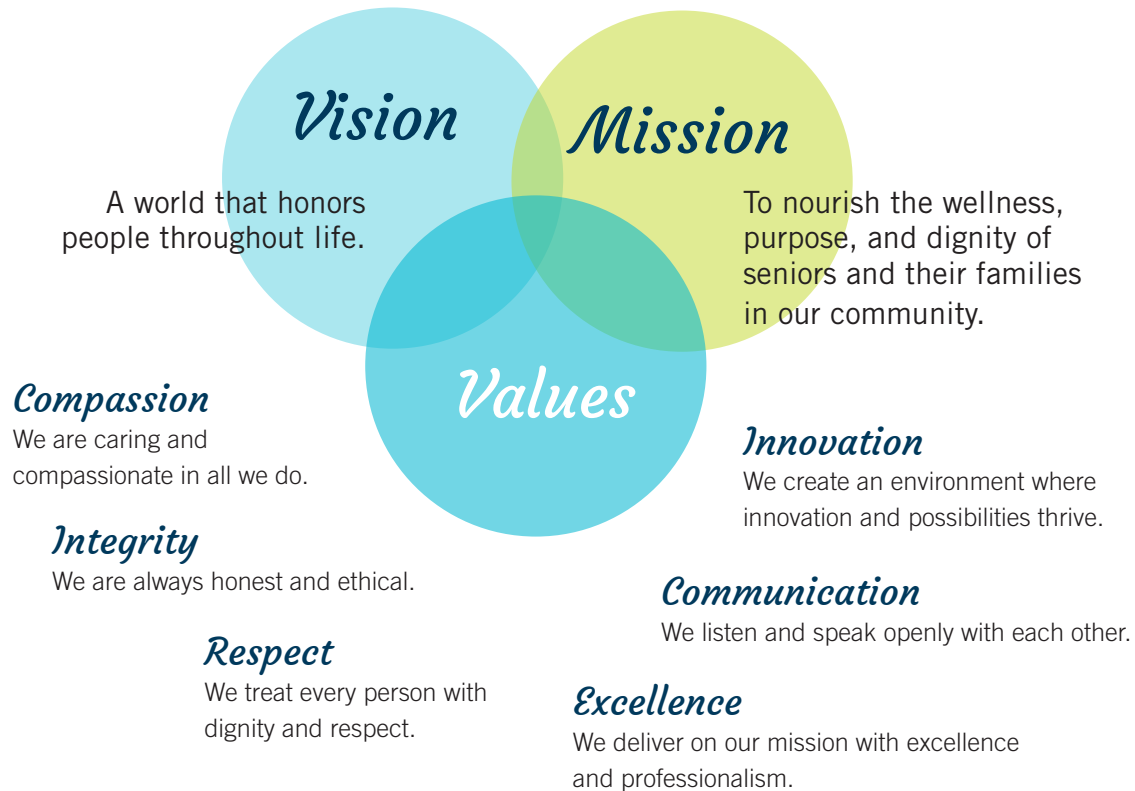 Vision
A world that honors
people throughout life.
Mission
To nourish the wellness,
purpose, and dignity of
seniors and their families
in our community.
Values
Compassion
We are caring and
compassionate in all we do.
Integrity
We are always honest and ethical.
Respect
We treat every person with
dignity and respect.
Innovation
We create an environment where
innovation and possibilities thrive.
Communication
We listen and speak openly with each other.
Excellence
We deliver on our mission with excellence
and professionalism.